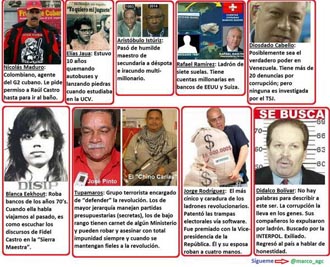 Yo quiero mi juguete
Nicolás Maduro:
Colombiano, agente
del G2 cubano. Le pide
permiso a Raúl Castro
hasta para ir al baño.
Elías Jaua: Estuvo
10 años
quemando
autobuses y
lanzando piedras
cuando estudiaba
en la UCV.
Aristóbulo Istúriz:
Pasó de humilde
maestro de
secundaria a déspota
e iracundo multi-
millonario.
Rafael Ramírez: Ladrón de
siete suelas. Tiene
cuentas millonarias en
bancos de EEUU y Suiza.
Diosdado Cabello:
Posiblemente sea el
verdadero poder en
Venezuela. Tiene más
de 20 denuncias por
corrupción; pero
ninguna es investigada
por el TSJ.
DISIP
Blanca Eekhout: Roba
bancos de los años 70's.
Cuando la habla
viajamos al pasado, es
como escuchar los
discursos de Fidel
Castro en la "Sierra
Maestra".
José Pinto
El "Chino Carías"
Tupamaros: Grupo terrorista encargado
de "defender" la revolución. Los de
mayor jerarquía manejan partidas
presupuestarias (secretas), los de bajo
rango tienen carnet de algún Ministerio
y pueden robar y asesinar con total
impunidad siempre y cuando se
mantengan fieles a la revolución.
Jorge Rodríguez: El más
cínico y caradura de los
ladrones revolucionarios.
Patentó las trampas
electorales vía software.
Fue premiado con la Vice-
presidencia de la
República. Él y su esposa
roban a cuatro manos.
SE BUSCA
Didalco Bolívar: No hay
palabras para describir a
este ser. La corrupción la
lleva en los genes. Sus
compañeros lo expulsaron
por ladrón. Buscado por
la INTERPOL. Exiliado.
Regresó al país a hablar
de honestidad.
Sígueme @marco_agc